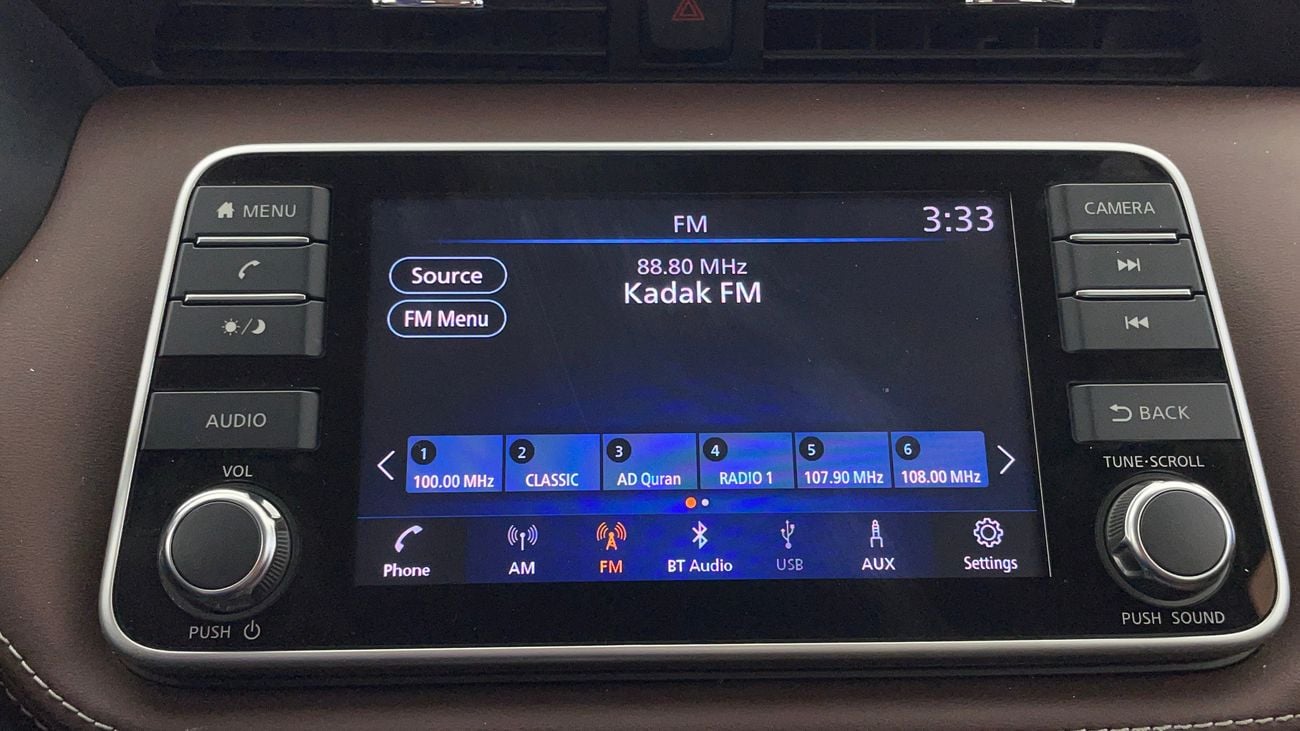 MENU
AUDIO
VOL
PUSH
FM
3:33
88.80 MHz
Kadak FM
Source
FM Menu
1
100.00 MHz
2
CLASSIC
3
AD Quran
4
RADIO 1
5
107.90 MHz
6
108.00 MHz
Phone
AM
FM
BT Audio
USB
AUX
Settings
CAMERA
BACK
TUNE·SCROLL
PUSH SOUND